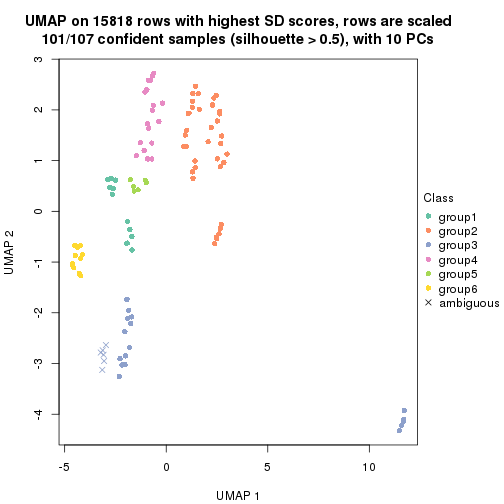 UMAP on 15818 rows with highest SD scores, rows are scaled
101/107 confident samples (silhouette > 0.5), with 10 PCs
3
2
1
0
-1
-2
-3
-4
UMAP 2
-5
0
5
10
UMAP 1
Class
group1
group2
group3
group4
group5
group6
ambiguous